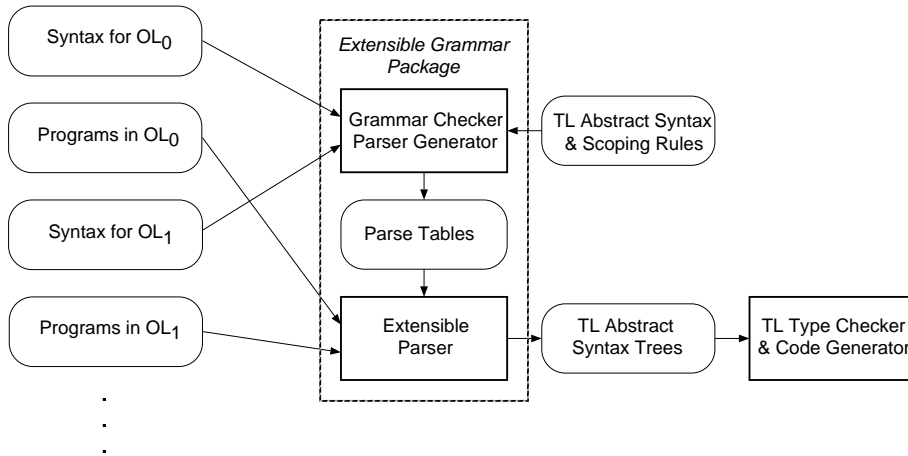 Syntax for OL0
Programs in OL0
Syntax for OL1
Programs in OL1
.
.
.
Extensible Grammar
Package
Grammar Checker
Parser Generator
Parse Tables
Extensible
Parser
TL Abstract Syntax
& Scoping Rules
TL Abstract
Syntax Trees
TL Type Checker
& Code Generator